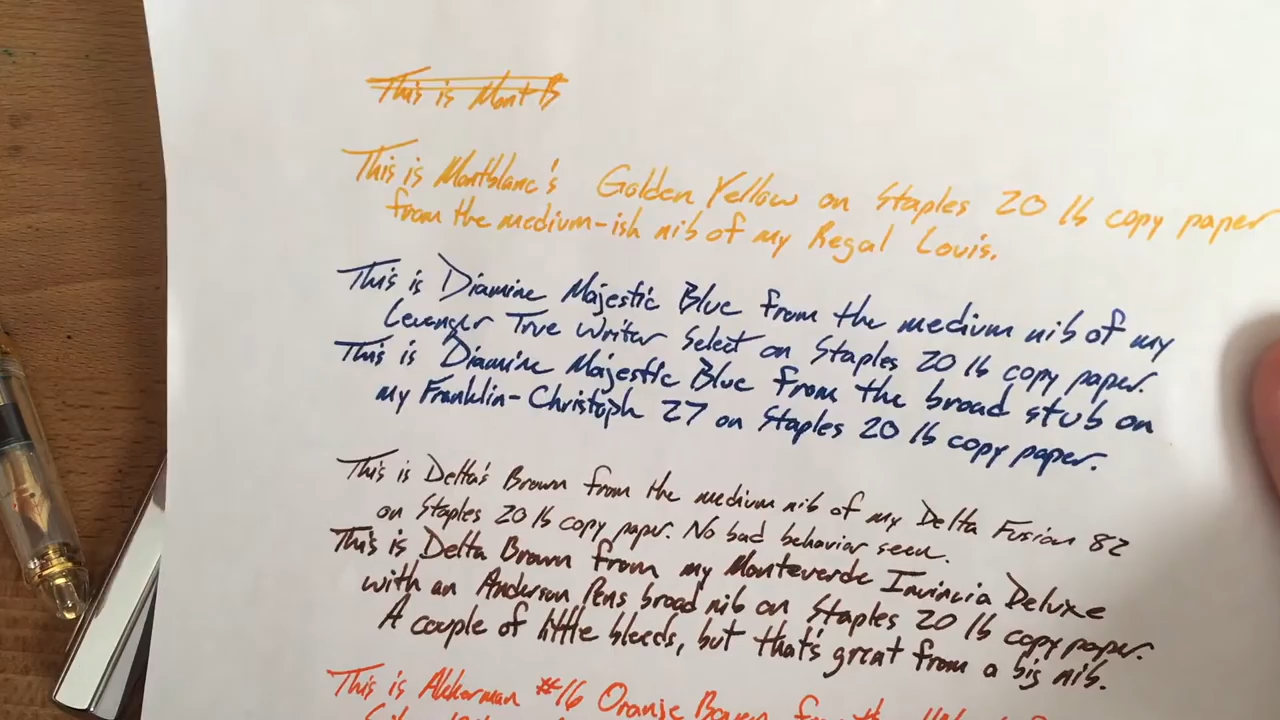 This is Mont B
This is Montblanc's Golden Yellow on Staples 20 lb copy paper
from the medium-ish nib of my Regal Louis.
This is Diamine Majestic Blue from the medium nib of my
Levenger True Writer Select on Staples 20 lb copy paper.
This is Diamine Majestic Blue from the broad stub on
my Franklin-Christoph 27 on Staples 20 lb copy paper.
This is Delta's Brown from the medium nib of my Delta Fusion 82
on Staples 20 lb copy paper. No bad behavior seen.
This is Delta Brown from my Monteverde Invincia Deluxe
with an Anderson Pens broad nib on Staples 20 lb copy paper.
A couple of little bleeds, but that's great from a big nib.
This is Akkerman #16 Oranje Boven from the